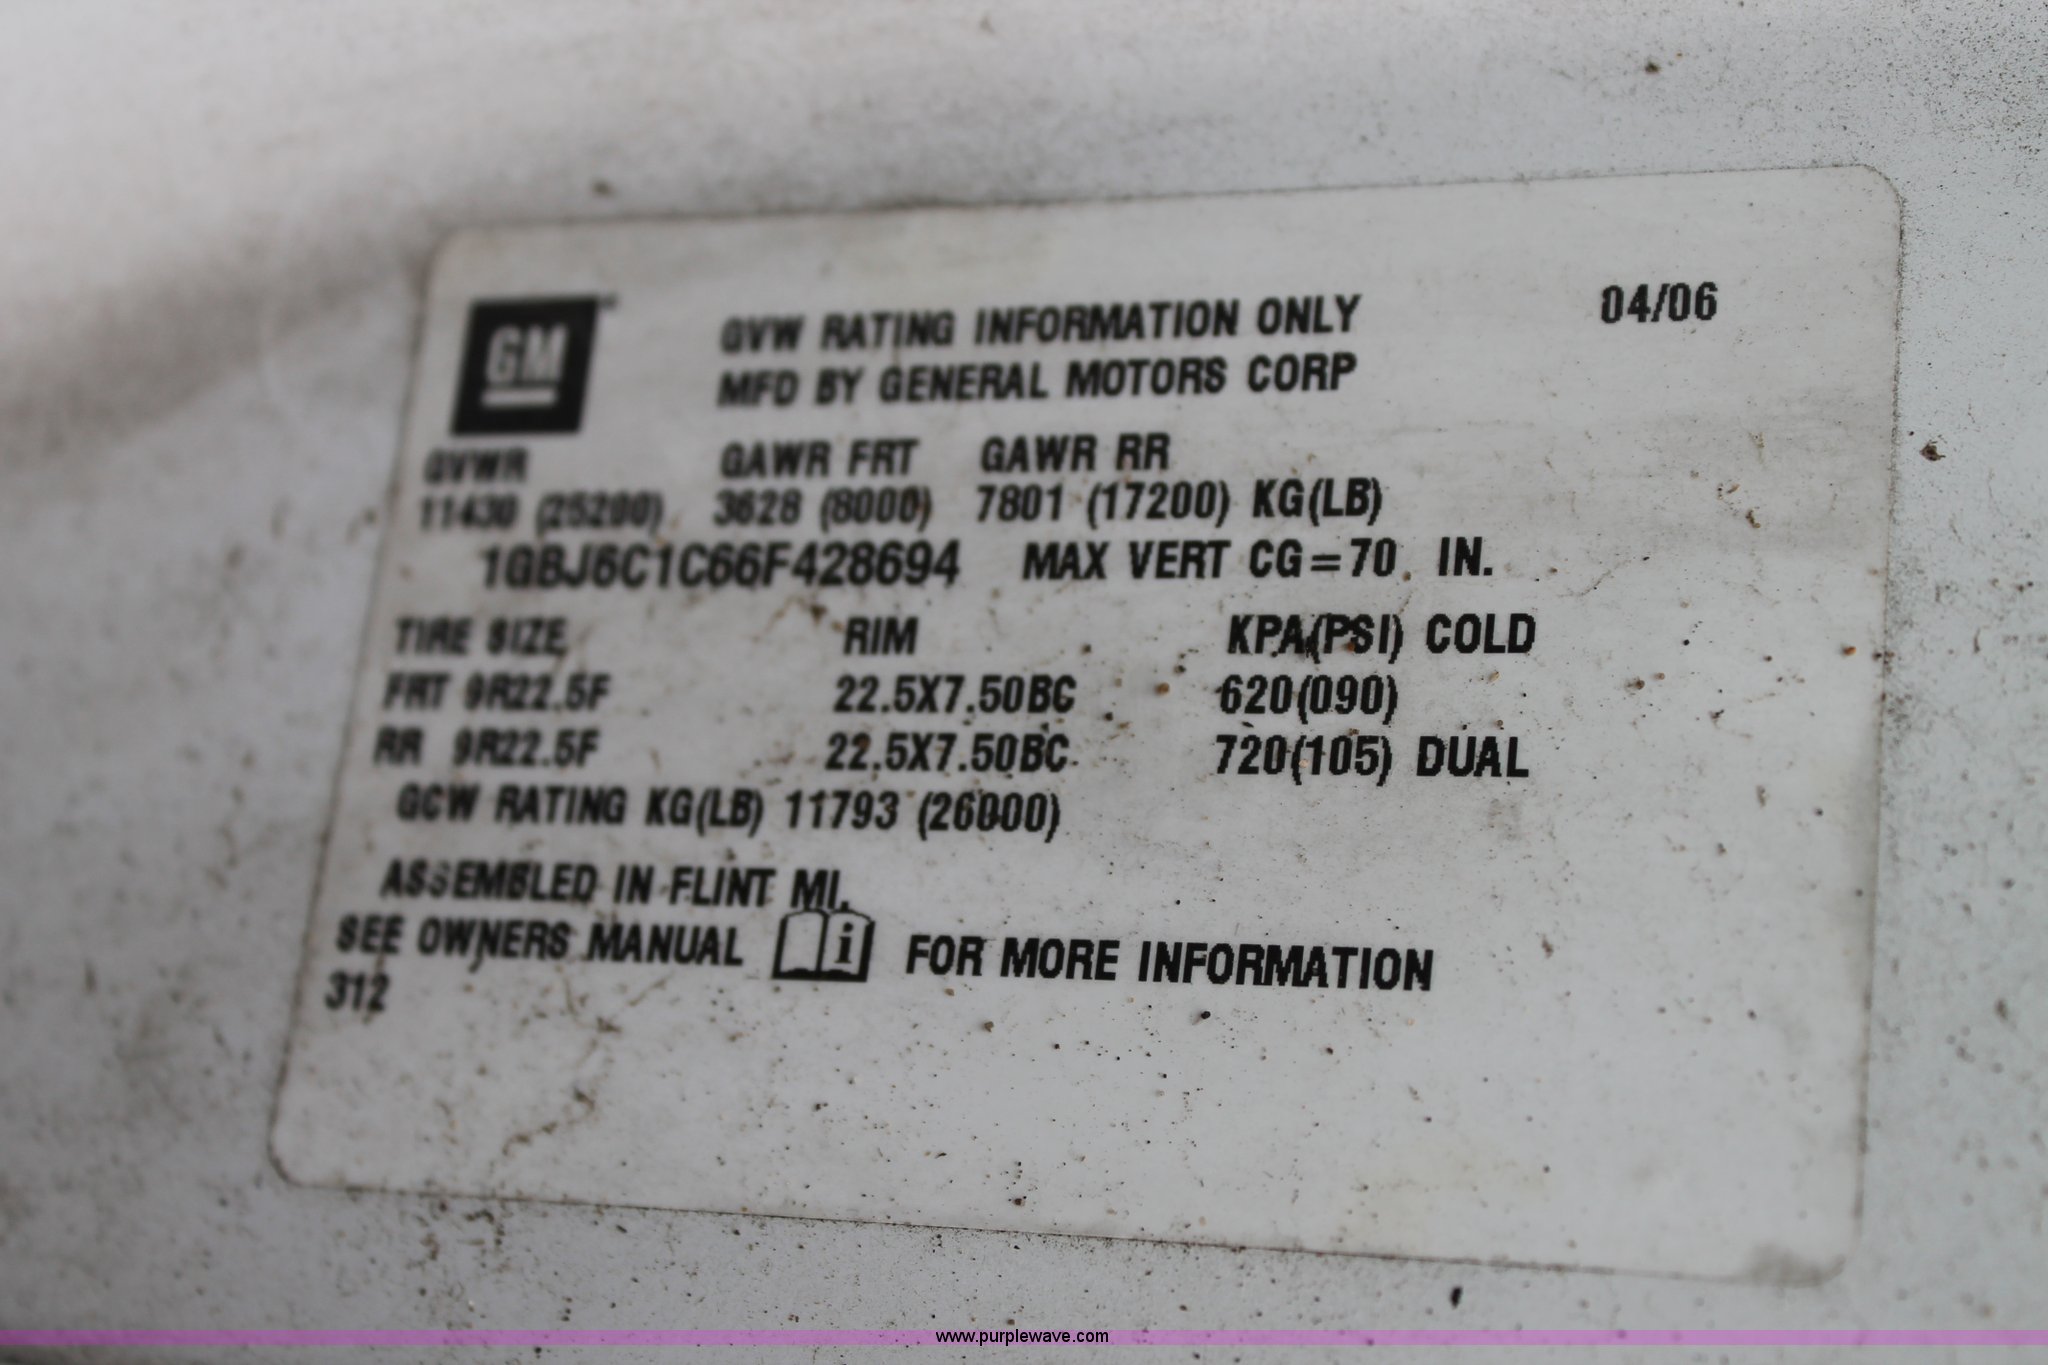 GM
GVW RATING INFORMATION ONLY 04/06
MFD BY GENERAL MOTORS CORP
GVWR GAWR FRT GAWR RR
11430 (25200) 3628 (8000) 7801 (17200) KG(LB)
1GBJ6C1C66F428694 MAX VERT CG=70 IN.
TIRE SIZE RIM KPA(PSI) COLD
FRT 9R22.5F 22.5X7.50BC 620(090)
RR 9R22.5F 22.5X7.50BC 720(105) DUAL
GCW RATING KG(LB) 11793 (26000)
ASSEMBLED IN FLINT MI.
SEE OWNERS MANUAL i FOR MORE INFORMATION
312
www.purplewave.com